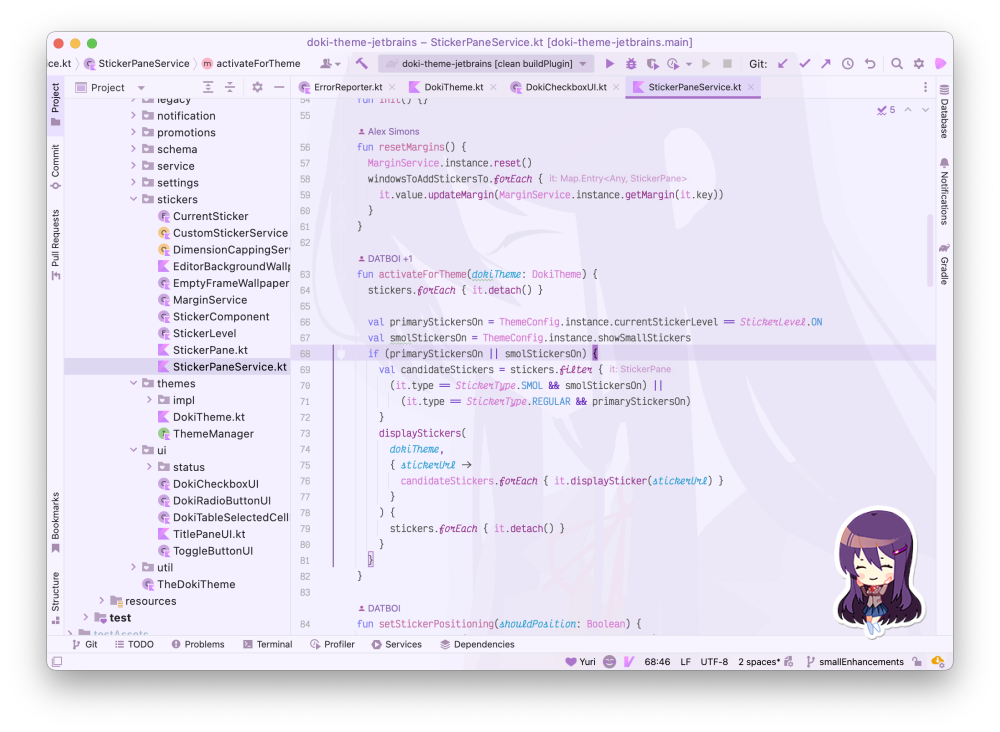 doki-theme-jetbrains – StickerPaneService.kt [doki-theme-jetbrains.main]
ce.kt StickerPaneService activateForTheme doki-theme-jetbrains [clean buildPlugin] Git:
Project ErrorReporter.kt DokiTheme.kt DokiCheckboxUI.kt StickerPaneService.kt
Project
Commit
Pull Requests
Bookmarks
Structure
legacy
notification
promotions
schema
service
settings
stickers
CurrentSticker
CustomStickerService
DimensionCappingServ
EditorBackgroundWallp
EmptyFrameWallpaper
MarginService
StickerComponent
StickerLevel
StickerPane.kt
StickerPaneService.kt
themes
impl
DokiTheme.kt
ThemeManager
ui
status
DokiCheckboxUI
DokiRadioButtonUI
DokiTableSelectedCell
TitlePaneUI.kt
ToggleButtonUI
util
TheDokiTheme
resources
test
testAssets
5
54 fun init() {}
55
Alex Simons
56 fun resetMargins() {
57 MarginService.instance.reset()
58 windowsToAddStickersTo.forEach { it: Map.Entry<Any, StickerPane>
59 it.value.updateMargin(MarginService.instance.getMargin(it.key))
60 }
61 }
62
DATBOI +1
63 fun activateForTheme(dokiTheme: DokiTheme) {
64 stickers.forEach { it.detach() }
65
66 val primaryStickersOn = ThemeConfig.instance.currentStickerLevel == StickerLevel.ON
67 val smolStickersOn = ThemeConfig.instance.showSmallStickers
68 if (primaryStickersOn || smolStickersOn) {
69 val candidateStickers = stickers.filter { it: StickerPane
70 (it.type == StickerType.SMOL && smolStickersOn) ||
71 (it.type == StickerType.REGULAR && primaryStickersOn)
72 }
73 displayStickers(
74 dokiTheme,
75 { stickerUrl ->
76 candidateStickers.forEach { it.displaySticker(stickerUrl) }
77 }
78 ) {
79 stickers.forEach { it.detach() }
80 }
81 }
82 }
83
DATBOI
84 fun setStickerPositioning(shouldPosition: Boolean) {
Database
Notifications
Gradle
Git TODO Problems Terminal Profiler Services Dependencies
Yuri 68:46 LF UTF-8 2 spaces* smallEnhancements